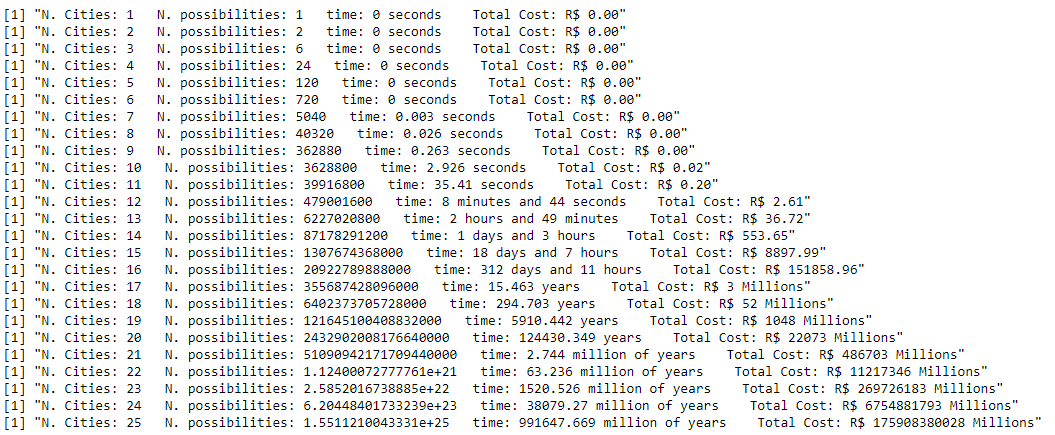 [1] "N. Cities: 1   N. possibilities: 1   time: 0 seconds    Total Cost: R$ 0.00"
[1] "N. Cities: 2   N. possibilities: 2   time: 0 seconds    Total Cost: R$ 0.00"
[1] "N. Cities: 3   N. possibilities: 6   time: 0 seconds    Total Cost: R$ 0.00"
[1] "N. Cities: 4   N. possibilities: 24   time: 0 seconds    Total Cost: R$ 0.00"
[1] "N. Cities: 5   N. possibilities: 120   time: 0 seconds    Total Cost: R$ 0.00"
[1] "N. Cities: 6   N. possibilities: 720   time: 0 seconds    Total Cost: R$ 0.00"
[1] "N. Cities: 7   N. possibilities: 5040   time: 0.003 seconds    Total Cost: R$ 0.00"
[1] "N. Cities: 8   N. possibilities: 40320   time: 0.026 seconds    Total Cost: R$ 0.00"
[1] "N. Cities: 9   N. possibilities: 362880   time: 0.263 seconds    Total Cost: R$ 0.00"
[1] "N. Cities: 10   N. possibilities: 3628800   time: 2.926 seconds    Total Cost: R$ 0.02"
[1] "N. Cities: 11   N. possibilities: 39916800   time: 35.41 seconds    Total Cost: R$ 0.20"
[1] "N. Cities: 12   N. possibilities: 479001600   time: 8 minutes and 44 seconds    Total Cost: R$ 2.61"
[1] "N. Cities: 13   N. possibilities: 6227020800   time: 2 hours and 49 minutes    Total Cost: R$ 36.72"
[1] "N. Cities: 14   N. possibilities: 87178291200   time: 1 days and 3 hours    Total Cost: R$ 553.65"
[1] "N. Cities: 15   N. possibilities: 1307674368000   time: 18 days and 7 hours    Total Cost: R$ 8897.99"
[1] "N. Cities: 16   N. possibilities: 20922789888000   time: 312 days and 11 hours    Total Cost: R$ 151858.96"
[1] "N. Cities: 17   N. possibilities: 355687428096000   time: 15.463 years    Total Cost: R$ 3 Millions"
[1] "N. Cities: 18   N. possibilities: 6402373705728000   time: 294.703 years    Total Cost: R$ 52 Millions"
[1] "N. Cities: 19   N. possibilities: 121645100408832000   time: 5910.442 years    Total Cost: R$ 1048 Millions"
[1] "N. Cities: 20   N. possibilities: 2432902008176640000   time: 124430.349 years    Total Cost: R$ 22073 Millions"
[1] "N. Cities: 21   N. possibilities: 51090942171709440000   time: 2.744 million of years    Total Cost: R$ 486703 Millions"
[1] "N. Cities: 22   N. possibilities: 1.12400072777761e+21   time: 63.236 million of years    Total Cost: R$ 11217346 Millions"
[1] "N. Cities: 23   N. possibilities: 2.5852016738885e+22   time: 1520.526 million of years    Total Cost: R$ 269726183 Millions"
[1] "N. Cities: 24   N. possibilities: 6.20448401733239e+23   time: 38079.27 million of years    Total Cost: R$ 6754881793 Millions"
[1] "N. Cities: 25   N. possibilities: 1.5511210043331e+25   time: 991647.669 million of years    Total Cost: R$ 175908380028 Millions"